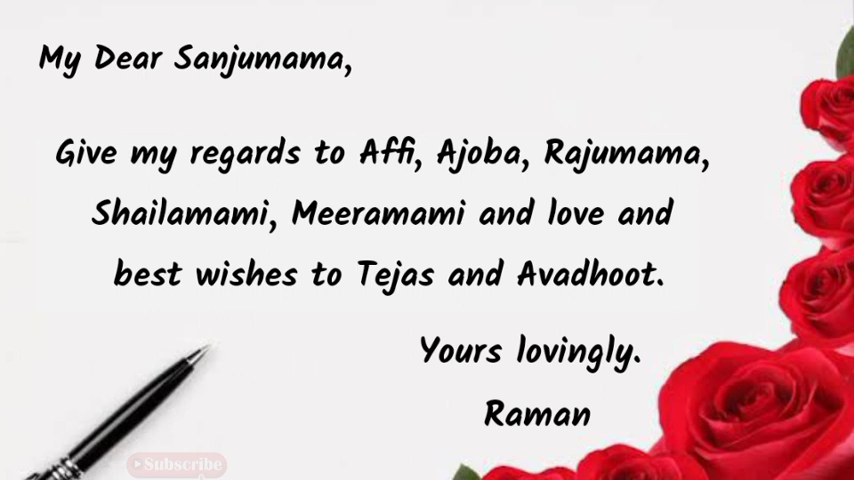 My Dear Sanjumama,
Give my regards to Affi, Ajoba, Rajumama,
Shailamami, Meeramami and love and
best wishes to Tejas and Avadhoot.
Yours lovingly.
Raman
Subscribe